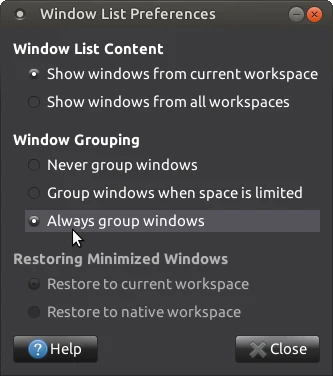 Window List Preferences
Window List Content
Show windows from current workspace
Show windows from all workspaces
Window Grouping
Never group windows
Group windows when space is limited
Always group windows
Restoring Minimized Windows
Restore to current workspace
Restore to native workspace
Help
Close